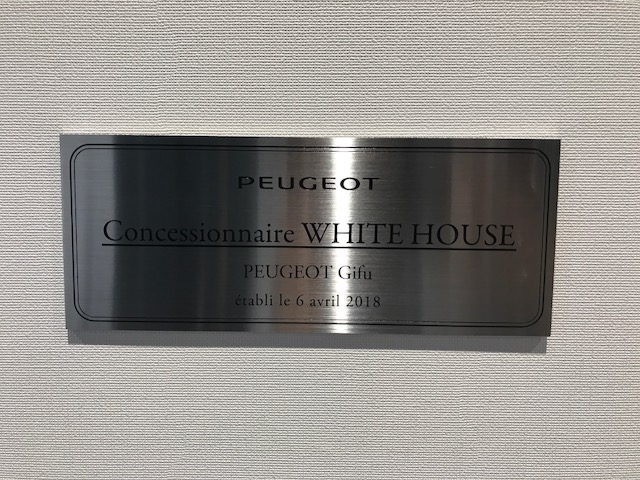 PEUGEOT
Concessionnaire WHITE HOUSE
PEUGEOT Gifu
établi le 6 avril 2018